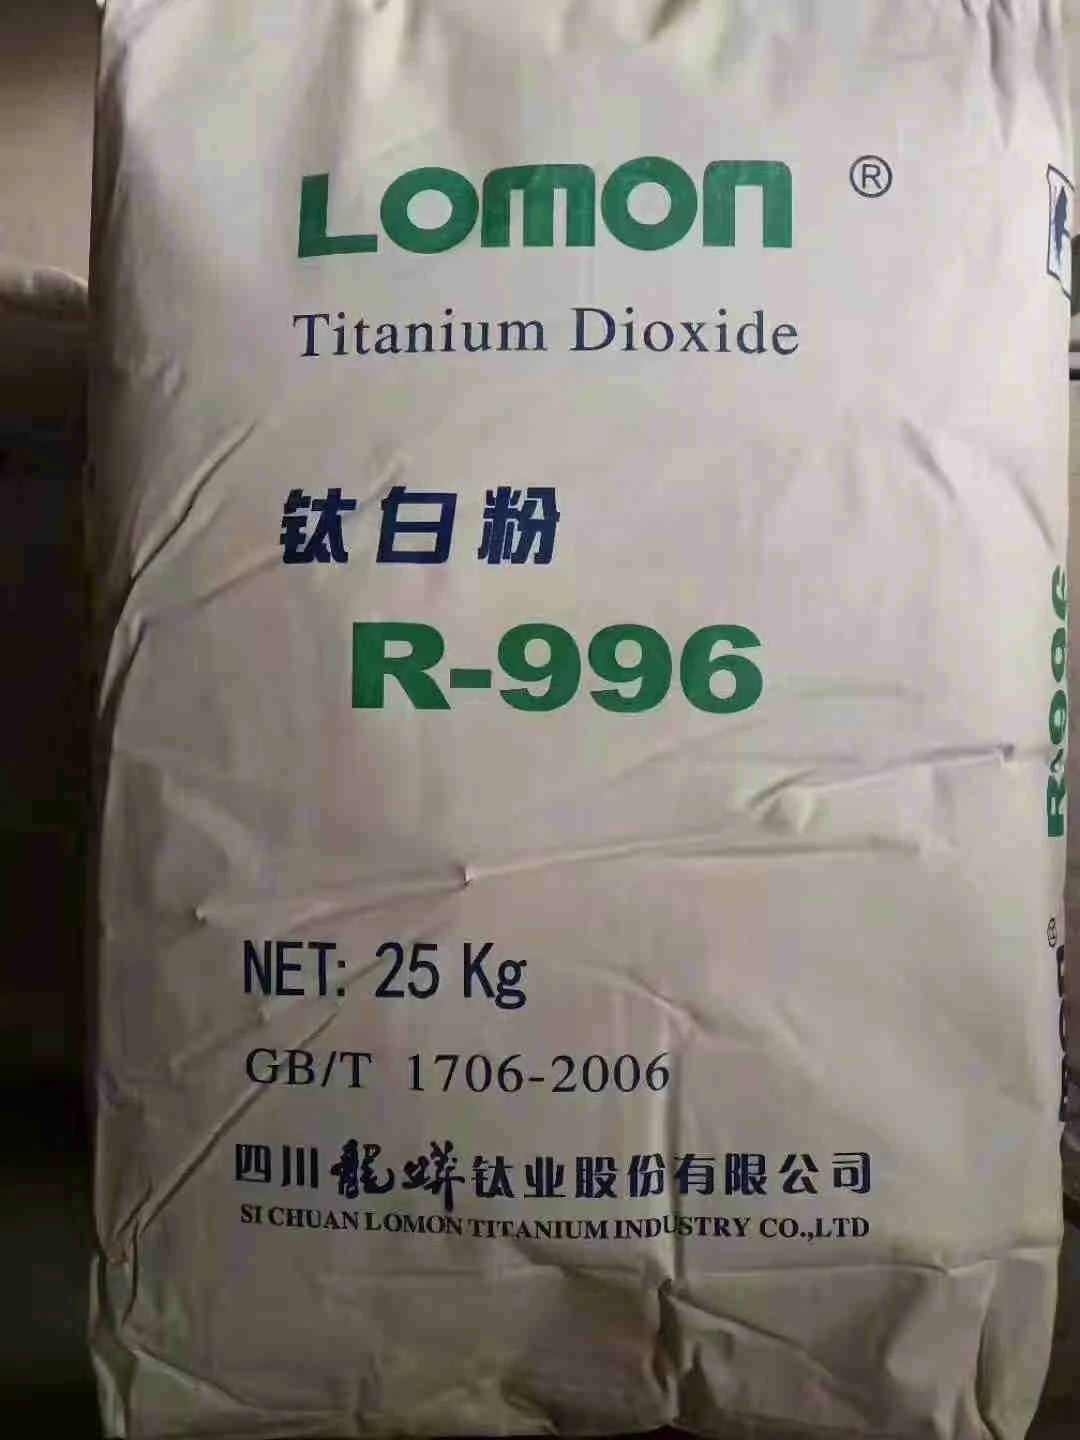 LOMON ®
Titanium Dioxide
钛白粉
R-996
NET: 25 Kg
GB/T 1706-2006
四川龍蟒钛业股份有限公司
SI CHUAN LOMON TITANIUM INDUSTRY CO.,LTD
R-996